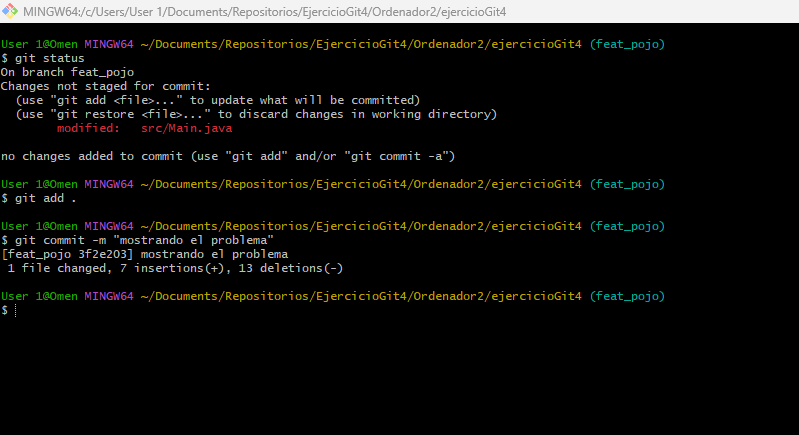 MINGW64:/c/Users/User 1/Documents/Repositorios/EjercicioGit4/Ordenador2/ejercicioGit4
User 1@Omen MINGW64 ~/Documents/Repositorios/EjercicioGit4/Ordenador2/ejercicioGit4 (feat_pojo)
$ git status
On branch feat_pojo
Changes not staged for commit:
  (use "git add <file>..." to update what will be committed)
  (use "git restore <file>..." to discard changes in working directory)
        modified:   src/Main.java
no changes added to commit (use "git add" and/or "git commit -a")
User 1@Omen MINGW64 ~/Documents/Repositorios/EjercicioGit4/Ordenador2/ejercicioGit4 (feat_pojo)
$ git add .
User 1@Omen MINGW64 ~/Documents/Repositorios/EjercicioGit4/Ordenador2/ejercicioGit4 (feat_pojo)
$ git commit -m "mostrando el problema"
[feat_pojo 3f2e203] mostrando el problema
 1 file changed, 7 insertions(+), 13 deletions(-)
User 1@Omen MINGW64 ~/Documents/Repositorios/EjercicioGit4/Ordenador2/ejercicioGit4 (feat_pojo)
$